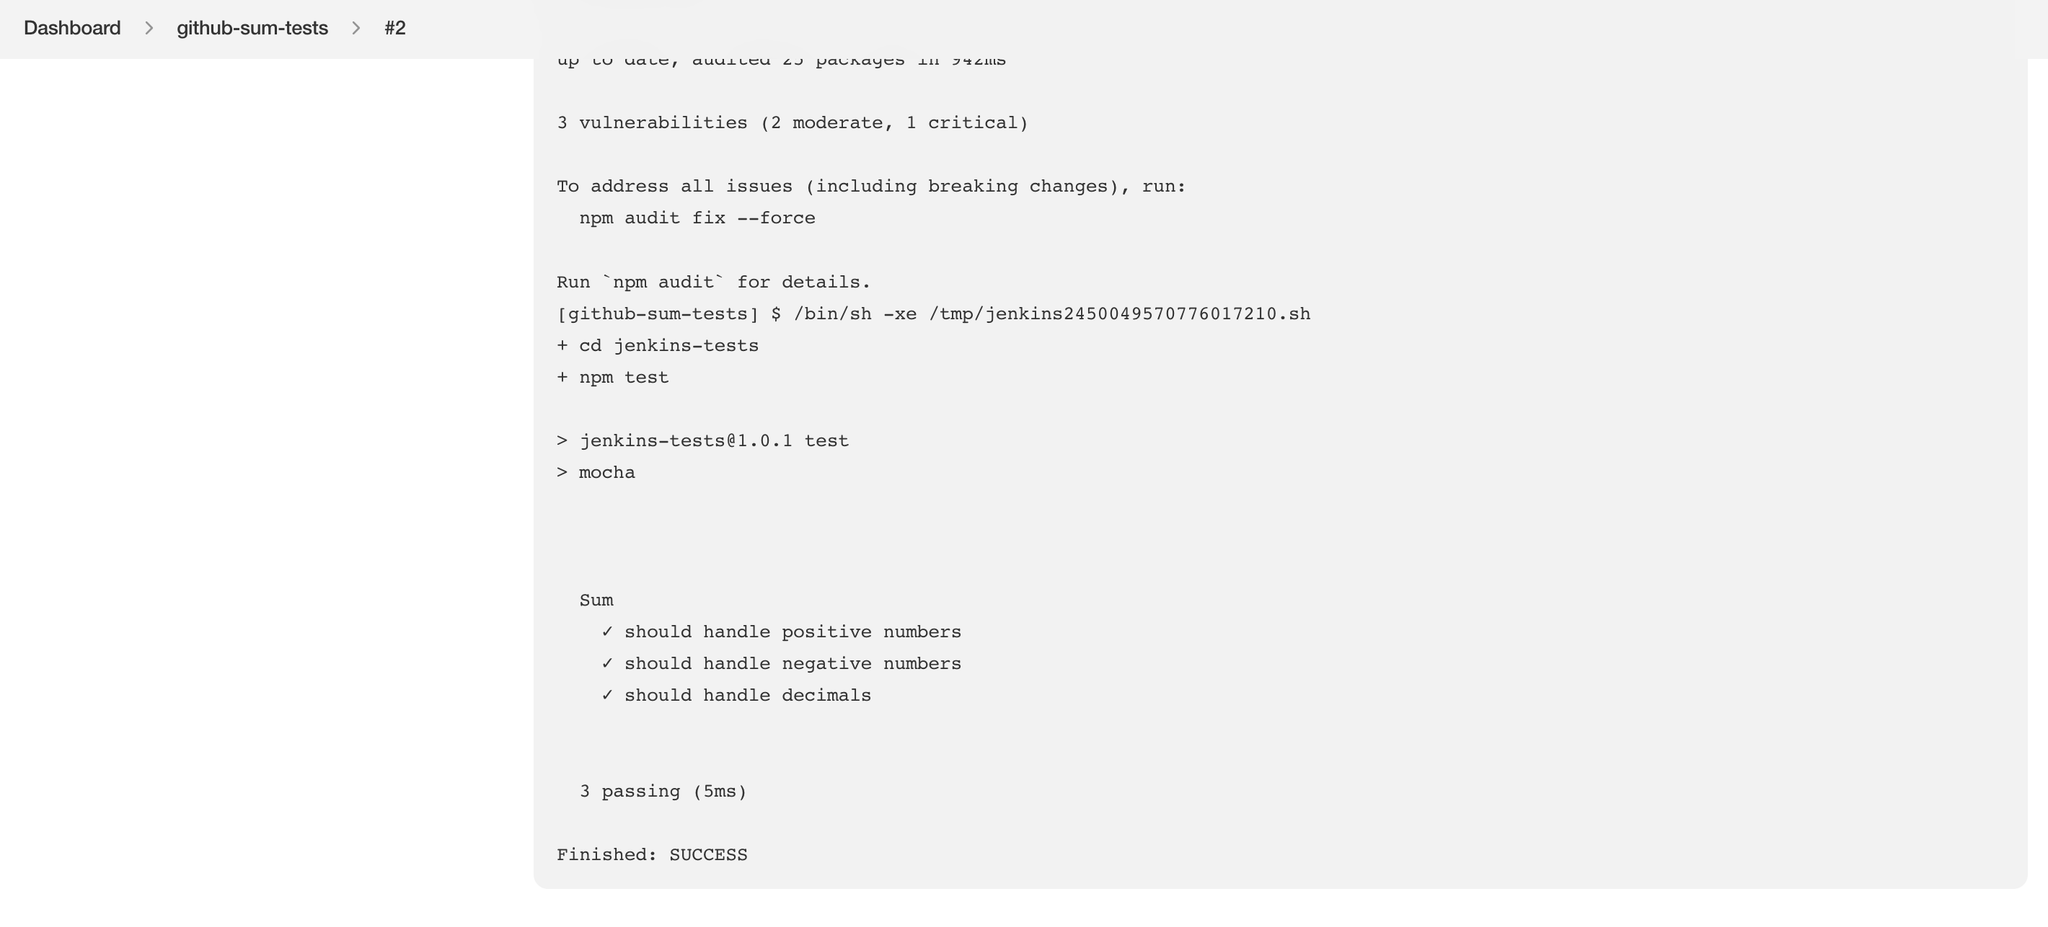 Dashboard > github-sum-tests > #2
up to date, audited 25 packages in 942ms
3 vulnerabilities (2 moderate, 1 critical)
To address all issues (including breaking changes), run:
npm audit fix --force
Run `npm audit` for details.
[github-sum-tests] $ /bin/sh -xe /tmp/jenkins2450049570776017210.sh
+ cd jenkins-tests
+ npm test
> jenkins-tests@1.0.1 test
> mocha
Sum
✓ should handle positive numbers
✓ should handle negative numbers
✓ should handle decimals
3 passing (5ms)
Finished: SUCCESS